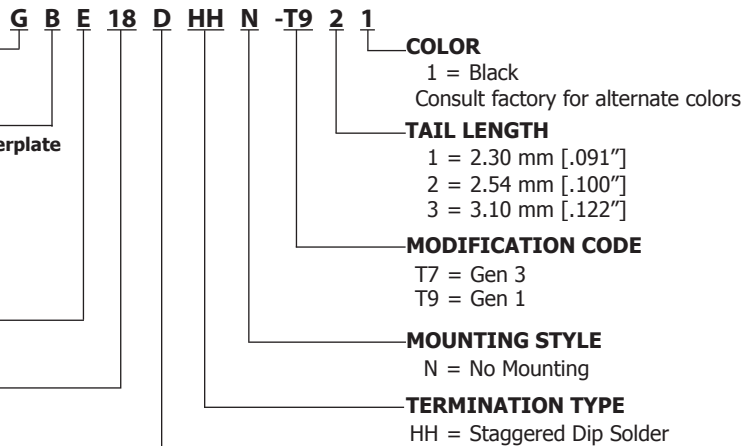 G B E 18 D HH N -T9 2 1
COLOR
1 = Black
Consult factory for alternate colors
TAIL LENGTH
1 = 2.30 mm [.091”]
2 = 2.54 mm [.100”]
3 = 3.10 mm [.122”]
MODIFICATION CODE
T7 = Gen 3
T9 = Gen 1
MOUNTING STYLE
N = No Mounting
TERMINATION TYPE
HH = Staggered Dip Solder